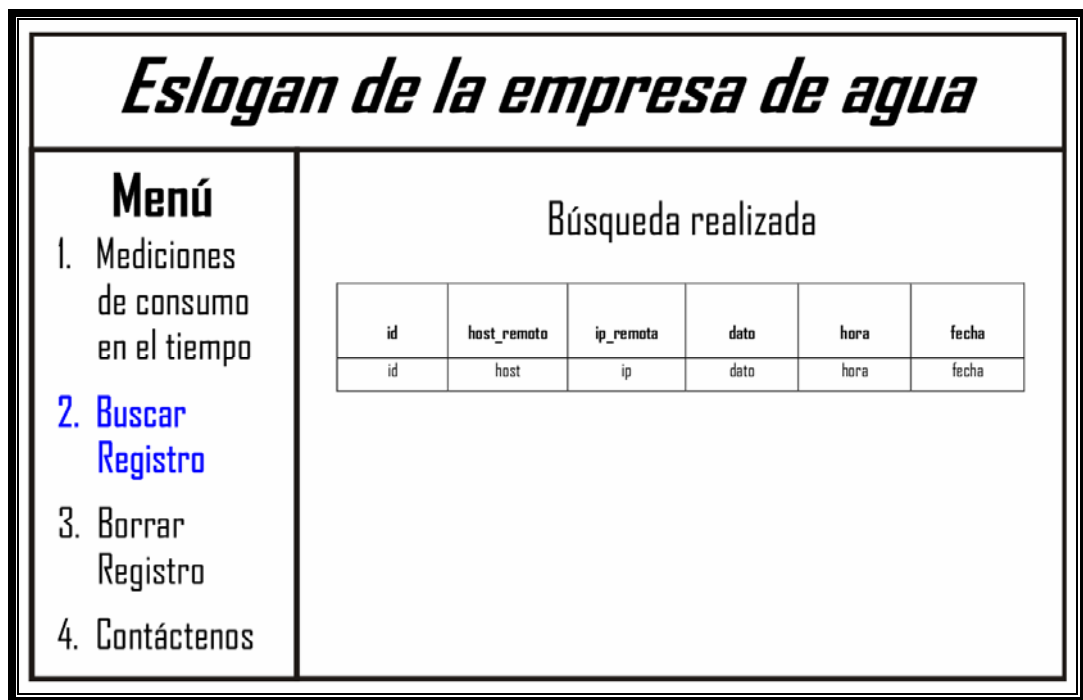 Eslogan de la empresa de agua
Menú
1. Mediciones
de consumo
en el tiempo
2. Buscar
Registro
3. Borrar
Registro
4. Contáctenos
Búsqueda realizada
id host_remoto ip_remota dato hora fecha
id host ip dato hora fecha